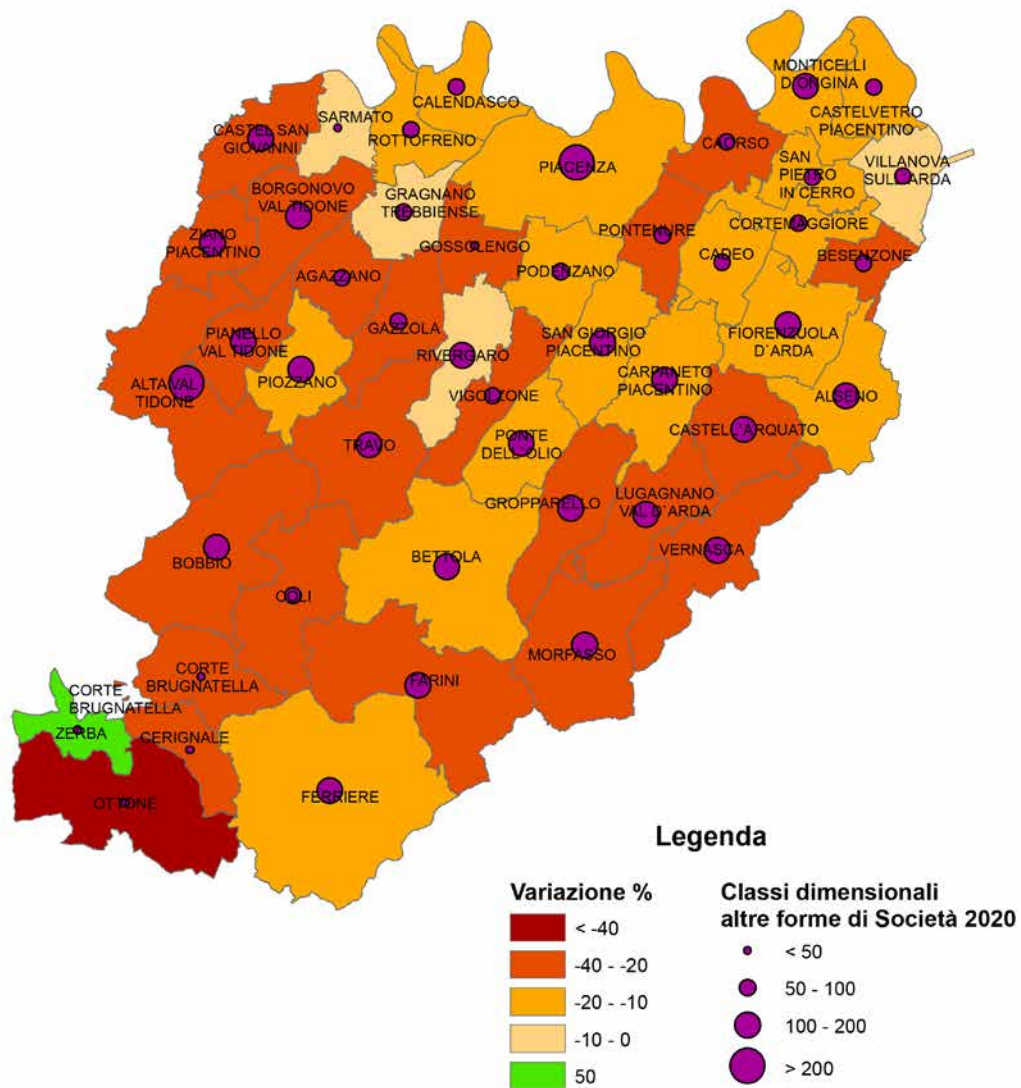 MONTICELLI
D'ONGINA
CALENDASCO
CASTELVETRO
PIACENTINO
SARMATO
CASTEL SAN
GIOVANNI
ROTTOFRENO
CAORSO
PIACENZA
SAN
PIETRO
IN CERRO
VILLANOVA
SULL'ARDA
BORGONOVO
VAL TIDONE
GRAGNANO
TREBBIENSE
CORTEMAGGIORE
PONTENURE
ZIANO
PIACENTINO
GOSSOLENGO
CADEO
BESENZONE
AGAZZANO
PODENZANO
GAZZOLA
PIANELLO
VAL TIDONE
SAN GIORGIO
PIACENTINO
FIORENZUOLA
D`ARDA
RIVERGARO
PIOZZANO
CARPANETO
PIACENTINO
ALTA VAL
TIDONE
VIGOLZONE
ALSENO
CASTELL'ARQUATO
PONTE
DELL'OLIO
TRAVO
GROPPARELLO
LUGAGNANO
VAL D`ARDA
VERNASCA
BETTOLA
BOBBIO
COLI
MORFASSO
CORTE
BRUGNATELLA
FARINI
CORTE
BRUGNATELLA
ZERBA
CERIGNALE
OTTONE
FERRIERE
Legenda
Variazione %
< -40
-40 - -20
-20 - -10
-10 - 0
50
Classi dimensionali
altre forme di Società 2020
< 50
50 - 100
100 - 200
> 200